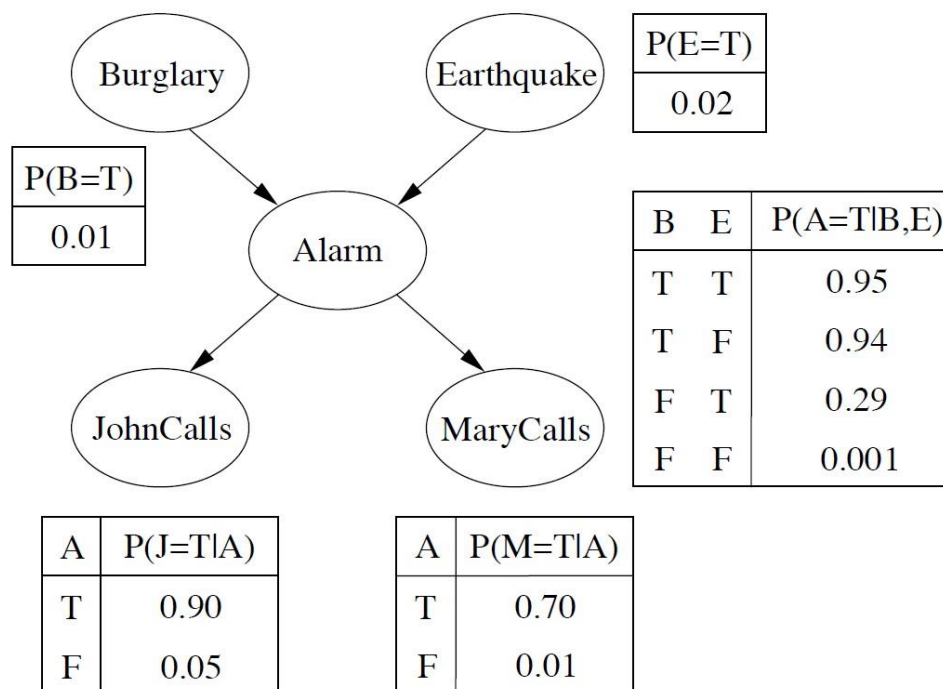 Burglary
Earthquake
P(E=T)
0.02
P(B=T)
0.01
Alarm
B E P(A=T|B,E)
T T 0.95
T F 0.94
F T 0.29
F F 0.001
JohnCalls
MaryCalls
A P(J=T|A)
T 0.90
F 0.05
A P(M=T|A)
T 0.70
F 0.01